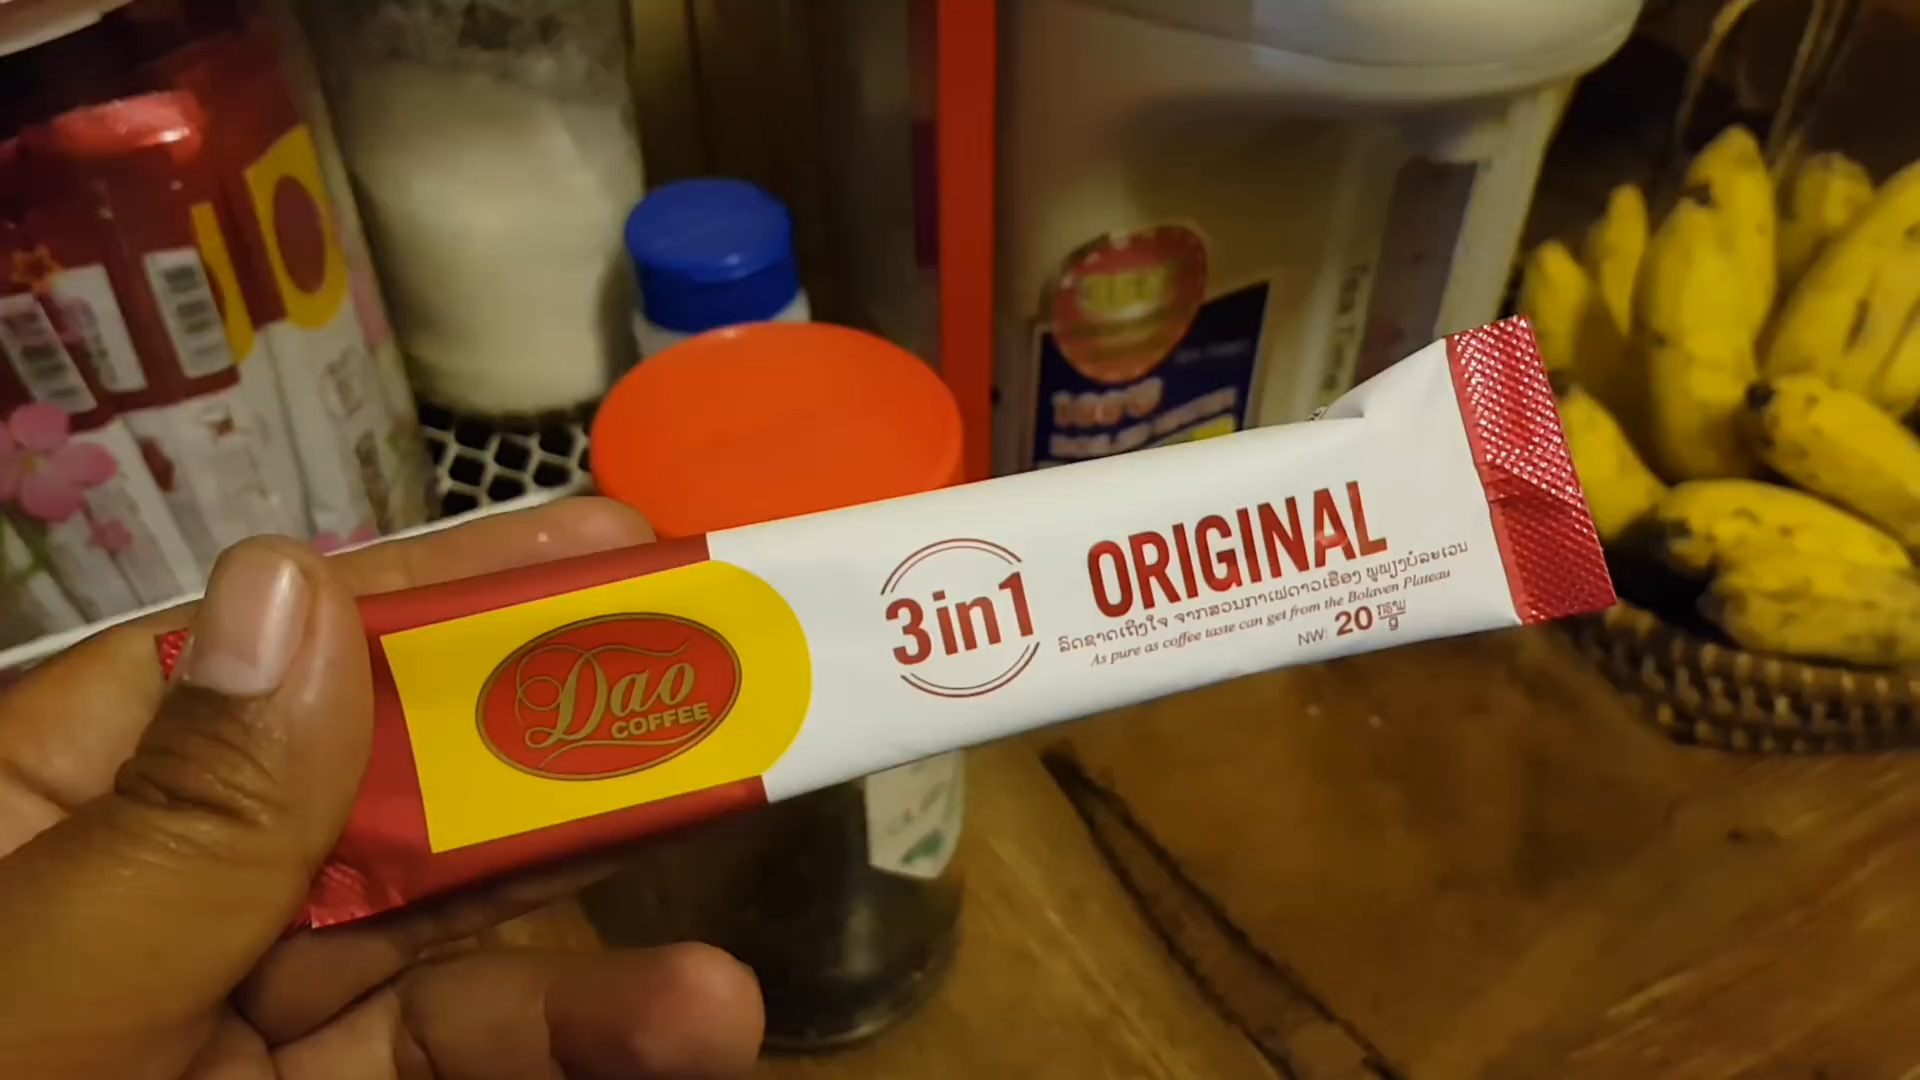 Dao
COFFEE
3in1
ORIGINAL
ລົດຊາດເຖິງໃຈ ຈາກສວນກາເຟດາວເຮືອງ ພູພຽງບໍລະເວນ
As pure as coffee taste can get from the Bolaven Plateau
NW: 20 ກຣາມ
g
Tea Time